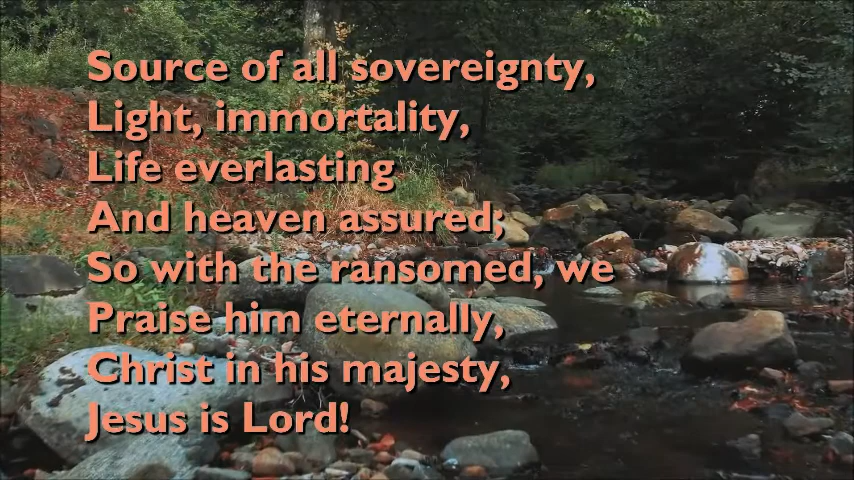 Source of all sovereignty,
Light, immortality,
Life everlasting
And heaven assured;
So with the ransomed, we
Praise him eternally,
Christ in his majesty,
Jesus is Lord!